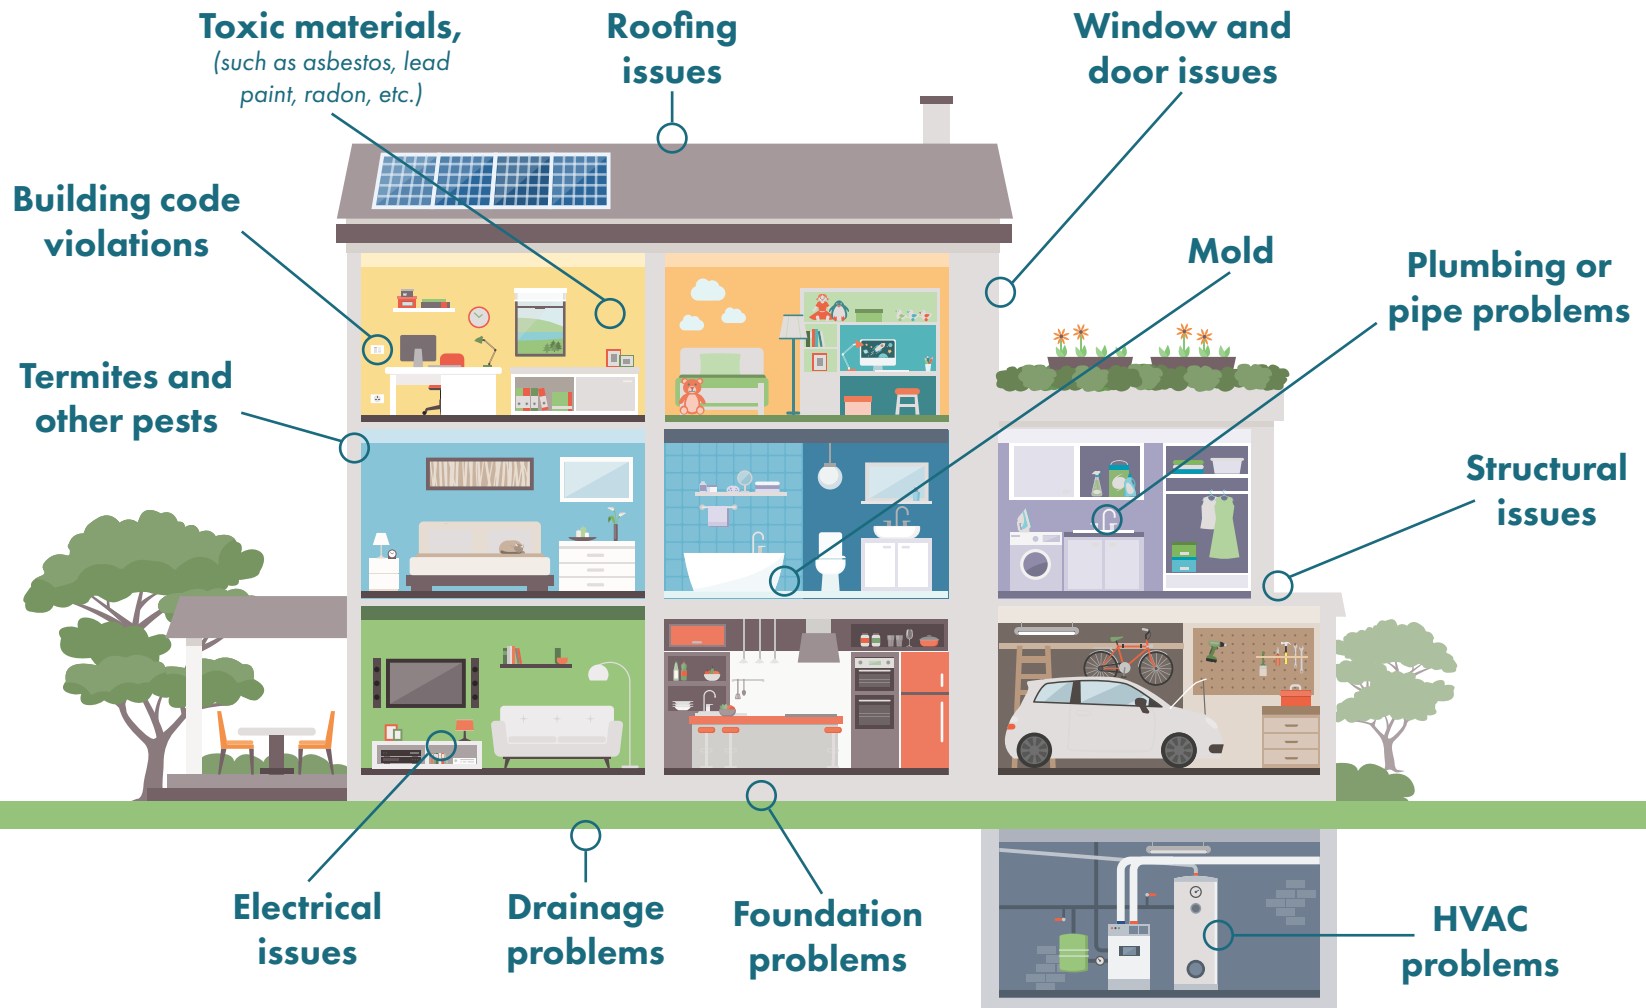 Toxic materials,
(such as asbestos, lead
paint, radon, etc.)
Roofing
issues
Window and
door issues
Building code
violations
Mold
Plumbing or
pipe problems
Termites and
other pests
Structural
issues
Electrical
issues
Drainage
problems
Foundation
problems
HVAC
problems